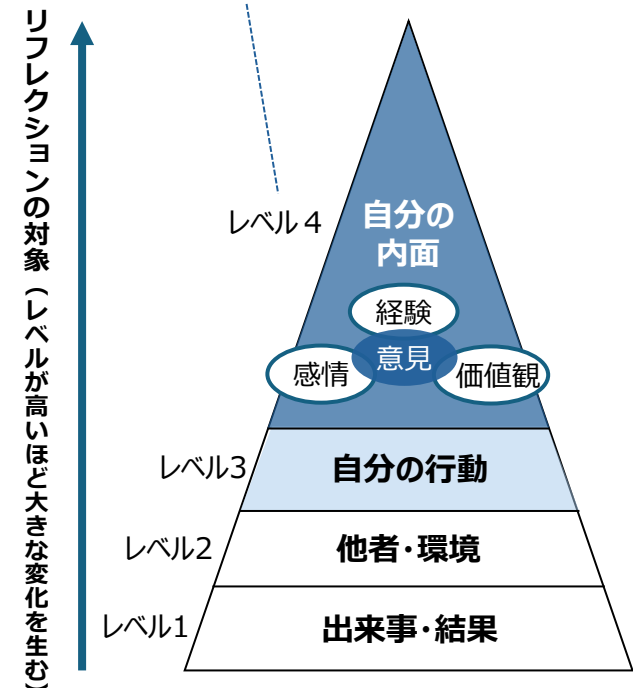 リフレクションの対象（レベルが高いほど大きな変化を生む）
レベル４
自分の
内面
経験
意見
感情
価値観
レベル3
自分の行動
レベル2
他者・環境
レベル1
出来事・結果